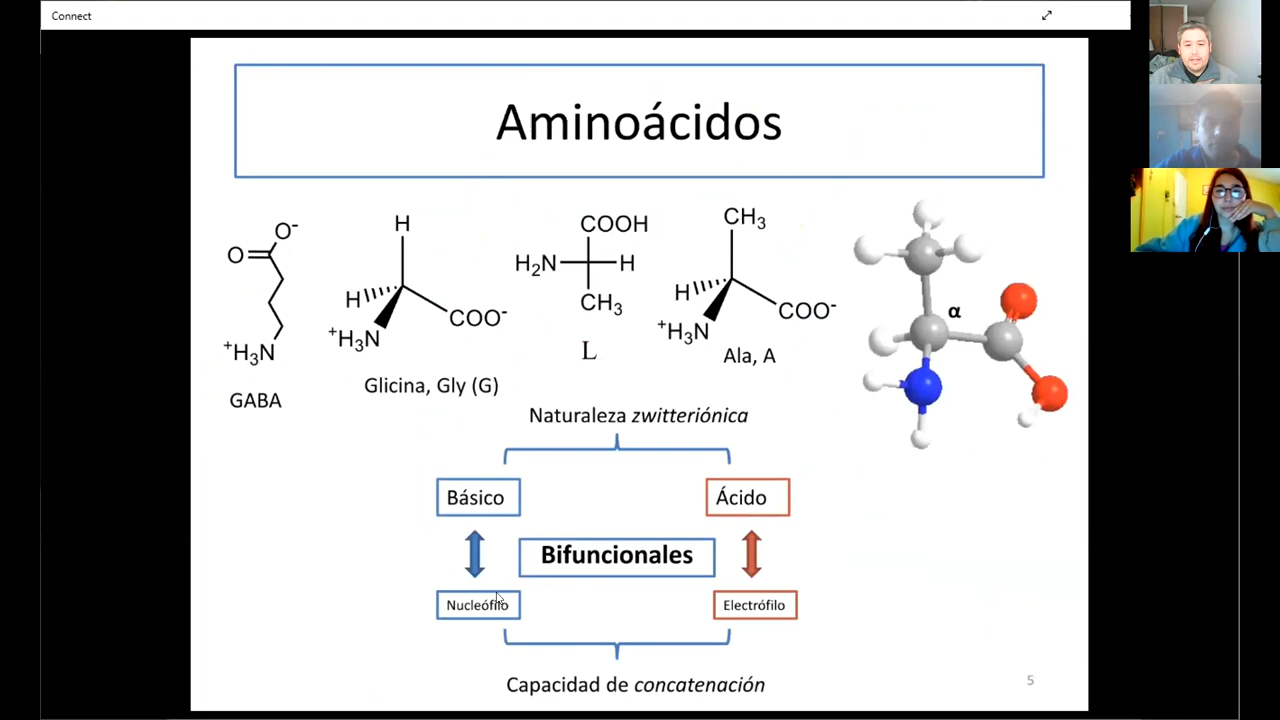 Connect
Aminoácidos
O⁻
O
⁺H₃N
GABA
H
H
COO⁻
⁺H₃N
Glicina, Gly (G)
COOH
H₂N
H
CH₃
L
CH₃
H
COO⁻
⁺H₃N
Ala, A
α
Naturaleza zwitteriónica
Básico
Ácido
Bifuncionales
Nucleófilo
Electrófilo
Capacidad de concatenación
5